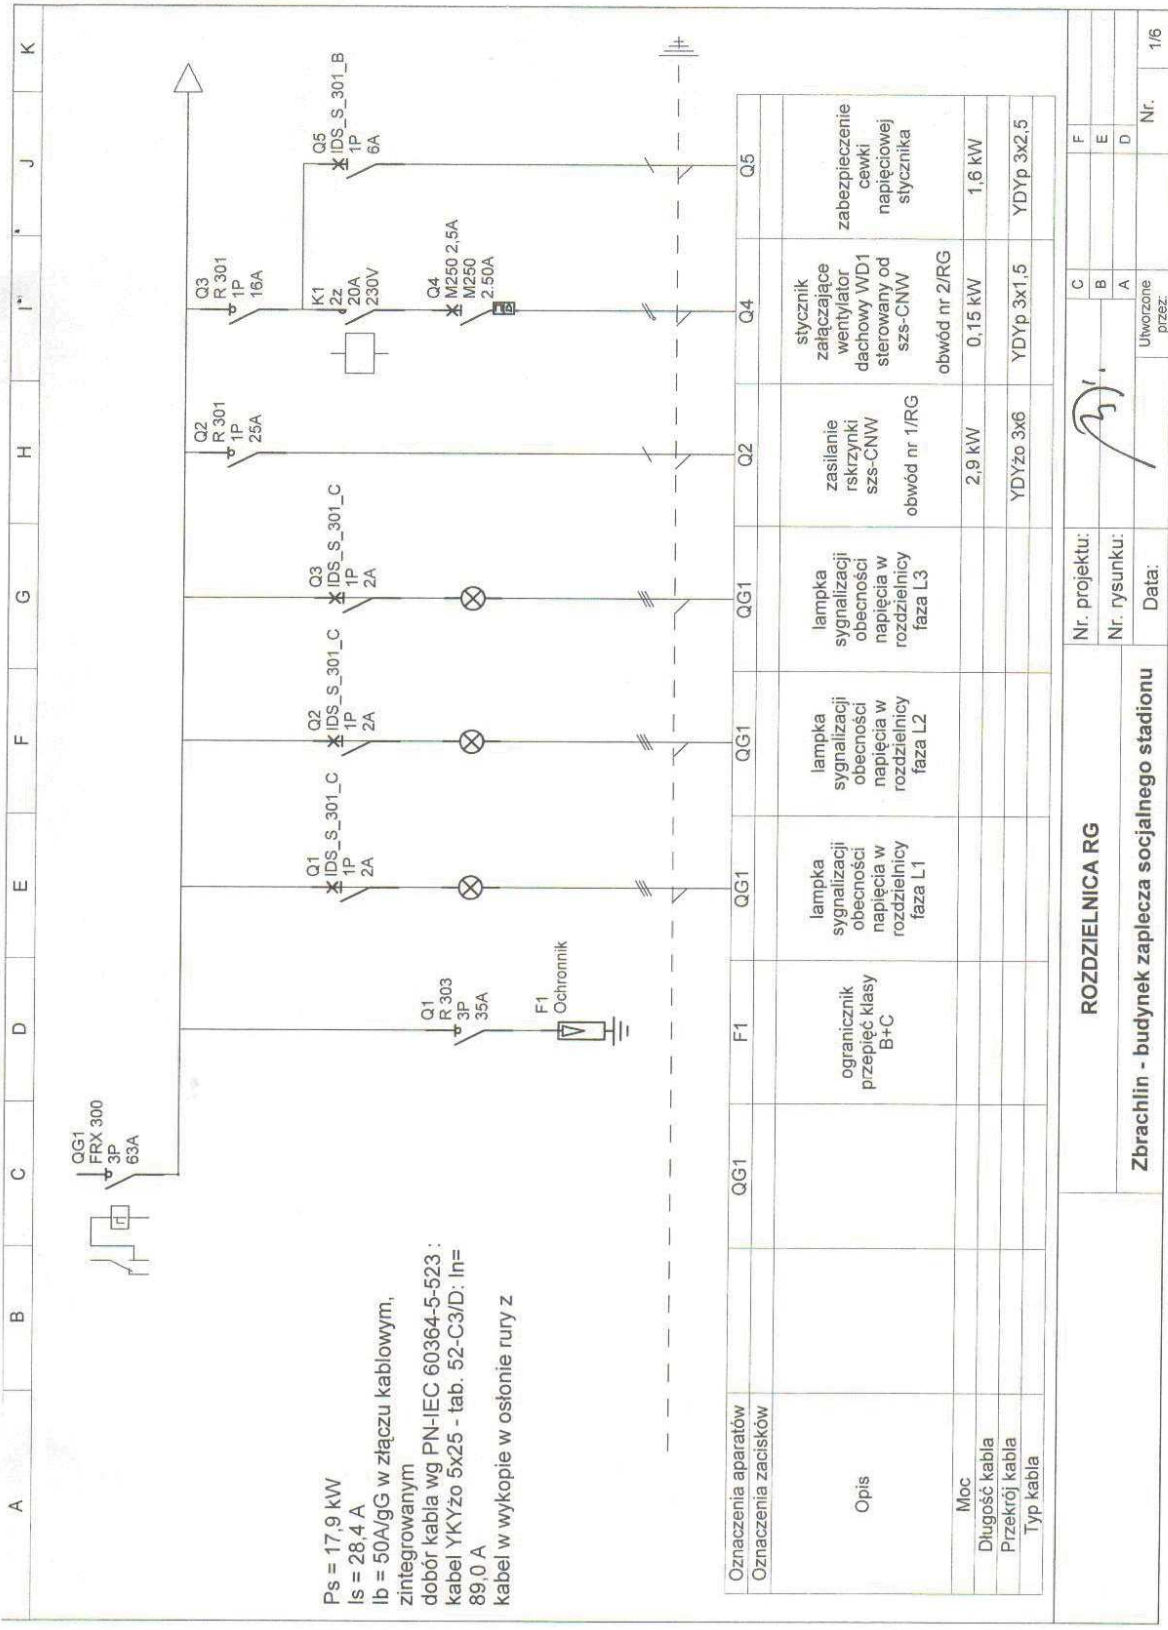 A B C D E F G H I J K
QG1
FRX 300
3P
63A
Q3
R 301
1P
16A
Q5
IDS_S_301_B
1P
6A
K1
2z
20A
230V
Q4
M250 2,5A
M250
2.50A
Q2
R 301
1P
25A
Q1
IDS_S_301_C
1P
2A
Q2
IDS_S_301_C
1P
2A
Q3
IDS_S_301_C
1P
2A
Q1
R 303
3P
35A
F1
Ochronnik
Ps = 17,9 kW
Is = 28,4 A
Ib = 50A/gG w złączu kablowym,
zintegrowanym
dobór kabla wg PN-IEC 60364-5-523 :
kabel YKYżo 5x25 - tab. 52-C3/D: In=
89,0 A
kabel w wykopie w osłonie rury z
Oznaczenia aparatów QG1 F1 QG1 QG1 QG1 Q2 Q4 Q5
Oznaczenia zacisków
Opis
ogranicznik
przepięć klasy
B+C
lampka
sygnalizacji
obecności
napięcia w
rozdzielnicy
faza L1
lampka
sygnalizacji
obecności
napięcia w
rozdzielnicy
faza L2
lampka
sygnalizacji
obecności
napięcia w
rozdzielnicy
faza L3
zasilanie
rskrzynki
szs-CNW
obwód nr 1/RG
stycznik
załączające
wentylator
dachowy WD1
sterowany od
szs-CNW
obwód nr 2/RG
zabezpieczenie
cewki
napięciowej
stycznika
Moc 2,9 kW 0,15 kW 1,6 kW
Długość kabla
Przekrój kabla
Typ kabla YDYżo 3x6 YDYp 3x1,5 YDYp 3x2,5
ROZDZIELNICA RG
Zbrachlin - budynek zaplecza socjalnego stadionu
Nr. projektu:
Nr. rysunku:
Data:
C F
B E
A D
Utworzone
przez:
Nr. 1/6